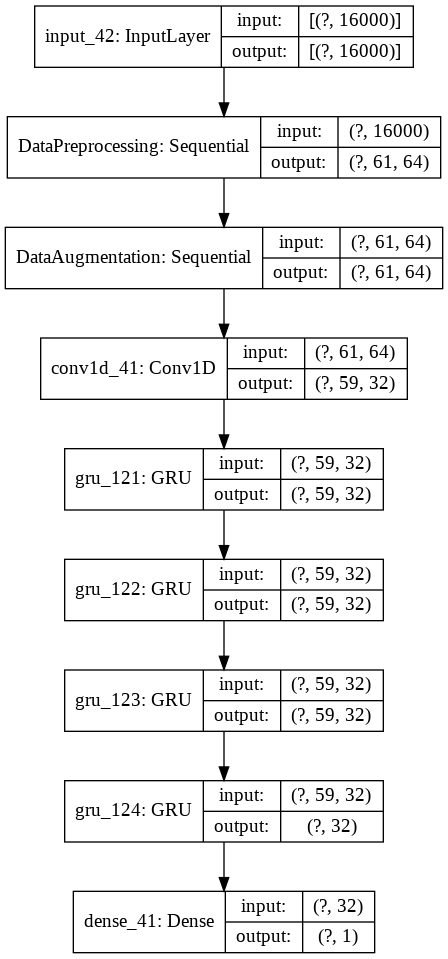 input_42: InputLayer
input: [(?, 16000)]
output: [(?, 16000)]
DataPreprocessing: Sequential
input: (?, 16000)
output: (?, 61, 64)
DataAugmentation: Sequential
input: (?, 61, 64)
output: (?, 61, 64)
conv1d_41: Conv1D
input: (?, 61, 64)
output: (?, 59, 32)
gru_121: GRU
input: (?, 59, 32)
output: (?, 59, 32)
gru_122: GRU
input: (?, 59, 32)
output: (?, 59, 32)
gru_123: GRU
input: (?, 59, 32)
output: (?, 59, 32)
gru_124: GRU
input: (?, 59, 32)
output: (?, 32)
dense_41: Dense
input: (?, 32)
output: (?, 1)